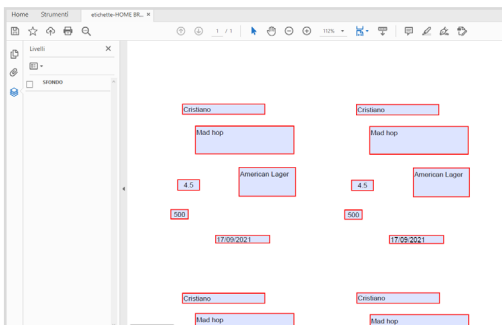 Home Strumenti etichette-HOME BR... ×
1 / 1 112%
Livelli ×
SFONDO
Cristiano Cristiano
Mad hop Mad hop
American Lager American Lager
4.5 4.5
500 500
17/09/2021 17/09/2021
Cristiano Cristiano
Mad hop Mad hop